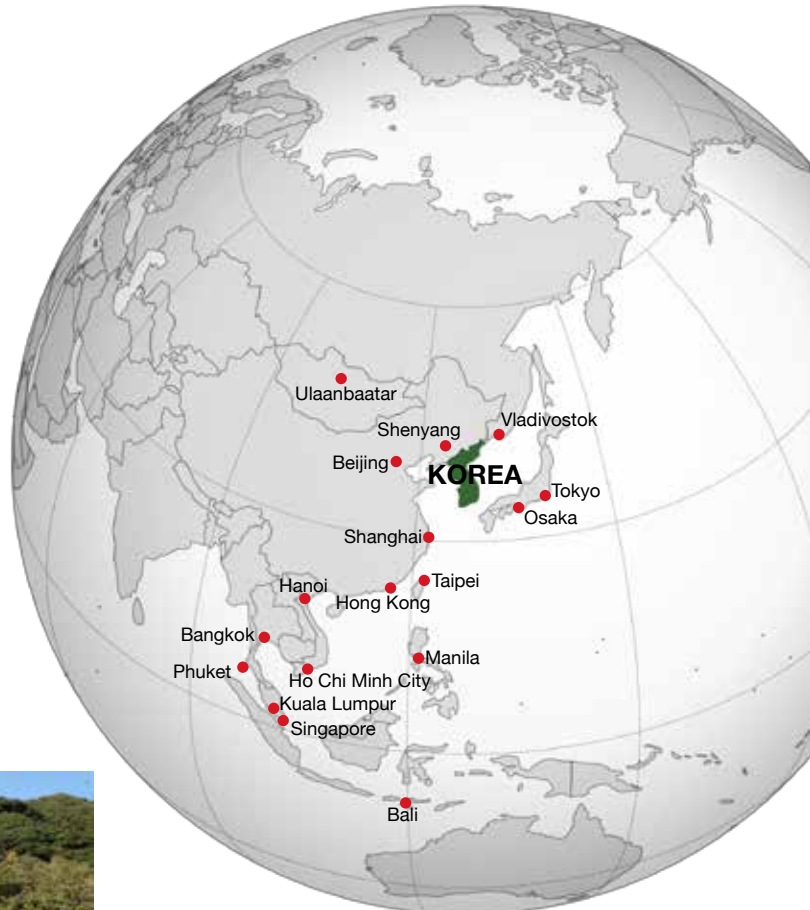 Ulaanbaatar
Vladivostok
Shenyang
Beijing
KOREA
Tokyo
Osaka
Shanghai
Taipei
Hanoi
Hong Kong
Bangkok
Manila
Phuket
Ho Chi Minh City
Kuala Lumpur
Singapore
Bali